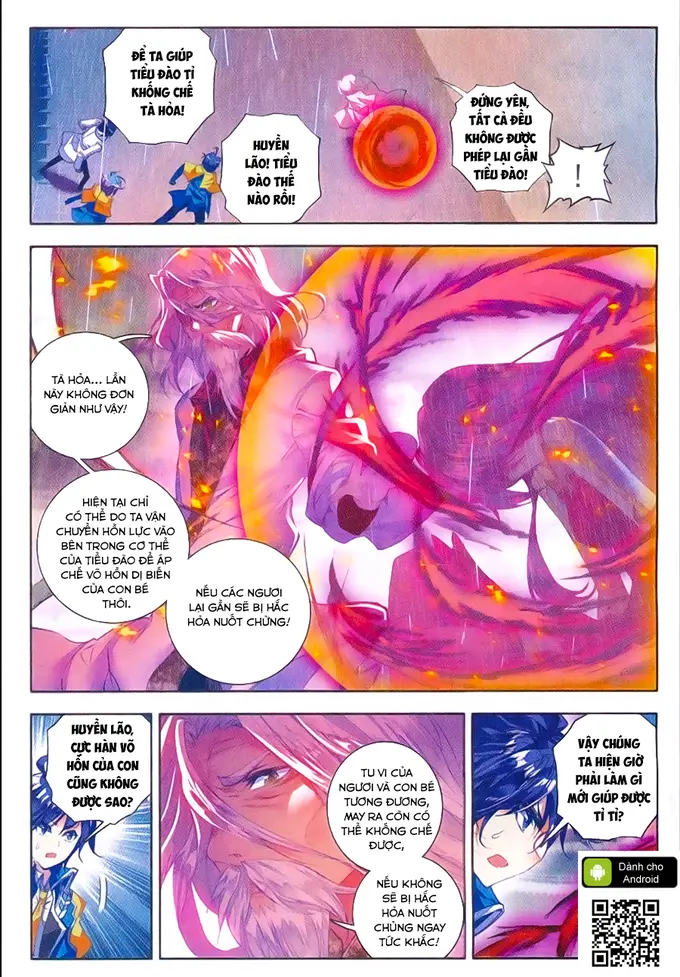 ĐỂ TA GIÚP
TIỂU ĐÀO TỈ
KHỐNG CHẾ
TÀ HỎA!
HUYỀN
LÃO! TIỂU
ĐÀO THẾ
NÀO RỒI!
ĐỨNG YÊN,
TẤT CẢ ĐỀU
KHÔNG ĐƯỢC
PHÉP LẠI GẦN
TIỂU ĐÀO!
!
TÀ HỎA... LẦN
NÀY KHÔNG ĐƠN
GIẢN NHƯ VẬY!
HIỆN TẠI CHỈ
CÓ THỂ DO TA VẬN
CHUYỂN HỒN LỰC VÀO
BÊN TRONG CƠ THỂ
CỦA TIỂU ĐÀO ĐỂ ÁP
CHẾ VÕ HỒN DỊ BIẾN
CỦA CON BÉ
THÔI.
NẾU CÁC NGƯƠI
LẠI GẦN SẼ BỊ HẮC
HỎA NUỐT CHỬNG!
HUYỀN LÃO,
CỰC HÀN VÕ
HỒN CỦA CON
CŨNG KHÔNG
ĐƯỢC SAO?
TU VI CỦA
NGƯƠI VÀ CON BÉ
TƯƠNG ĐƯƠNG,
MAY RA CÒN CÓ
THỂ KHỐNG CHẾ
ĐƯỢC,
NẾU KHÔNG
SẼ BỊ HẮC
HỎA NUỐT
CHỬNG NGAY
TỨC KHẮC!
VẬY CHÚNG
TA HIỆN GIỜ
PHẢI LÀM GÌ
MỚI GIÚP ĐƯỢC
TỈ TỈ?
Dành cho
Android